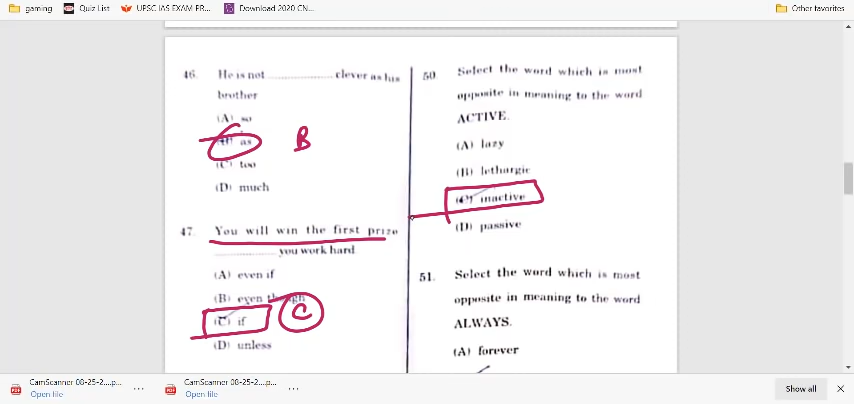 gaming
Quiz List
UPSC IAS EXAM PR...
Download 2020 CN...
Other favorites
46. He is not .................... clever as his
brother
(A) so
(B) as
(C) too
(D) much
B
47. You will win the first prize
.................... you work hard
(A) even if
(B) even though
(C) if
(D) unless
C
50. Select the word which is most
opposite in meaning to the word
ACTIVE.
(A) lazy
(B) lethargic
(C) inactive
(D) passive
51. Select the word which is most
opposite in meaning to the word
ALWAYS.
(A) forever
CamScanner 08-25-2....p...
Open file
CamScanner 08-25-2....p...
Open file
Show all